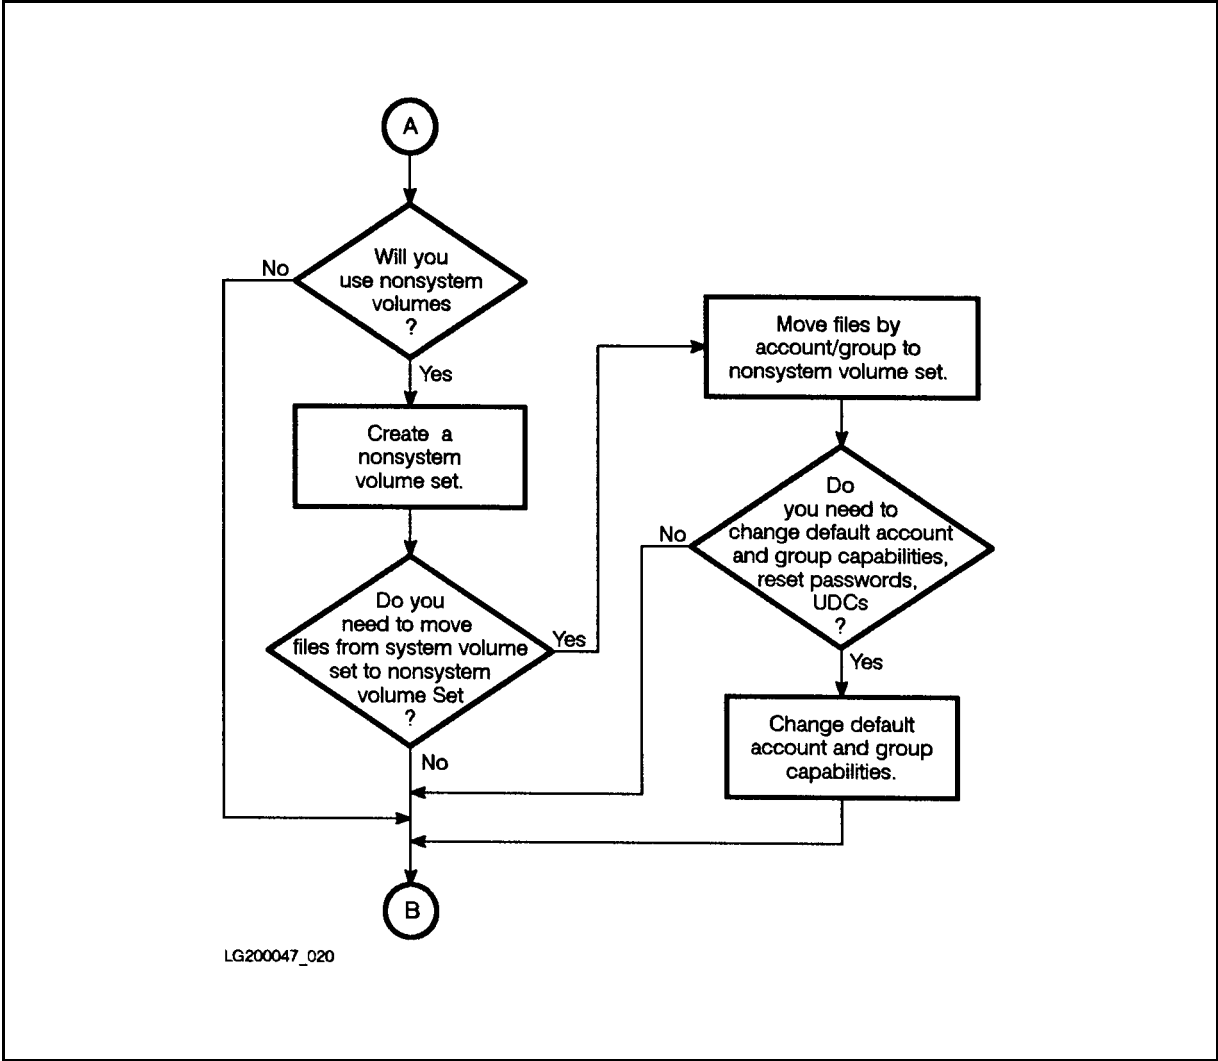 A
Will you
use nonsystem
volumes
?
No
Yes
Create a
nonsystem
volume set.
Do you
need to move
files from system volume
set to nonsystem
volume Set
?
Yes
No
Move files by
account/group to
nonsystem volume set.
Do
you need to
change default account
and group capabilities,
reset passwords,
UDCs
?
No
Yes
Change default
account and group
capabilities.
B
LG200047_020